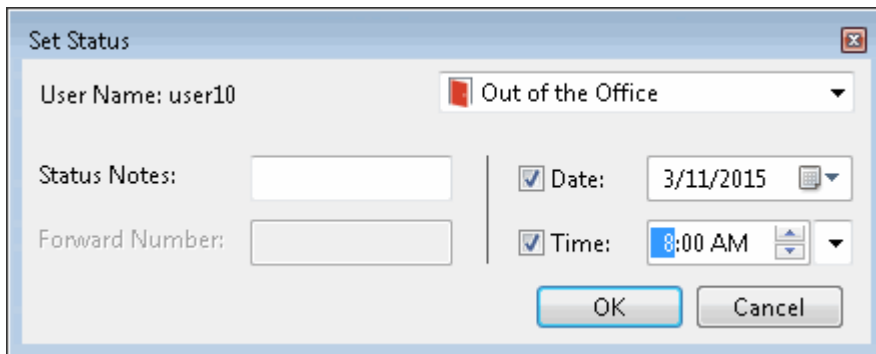 Set Status
User Name: user10
Out of the Office
Status Notes:
Date:
3/11/2015
Forward Number:
Time:
8:00 AM
OK
Cancel